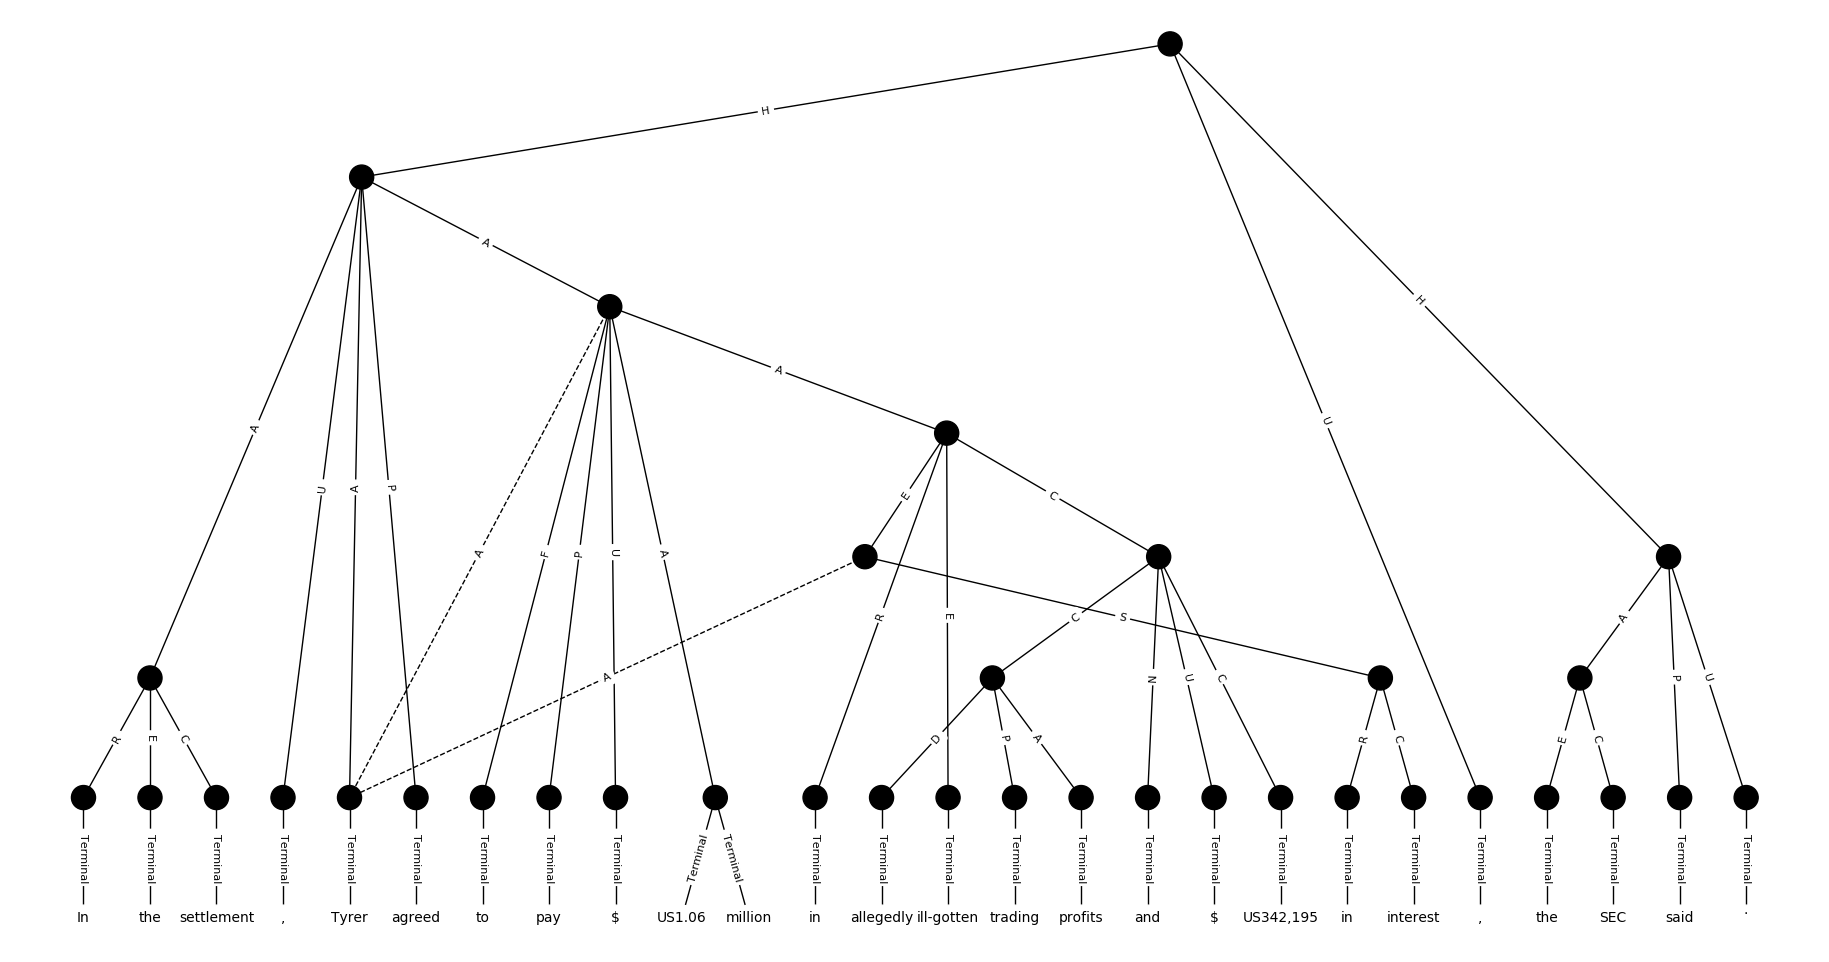 H
A
H
A
U
A
U
A
P
E
C
A
F
P
U
A
R
E
C
S
A
A
N
U
C
P
U
R
E
C
D
P
A
R
C
E
C
Terminal Terminal Terminal Terminal Terminal Terminal Terminal Terminal Terminal Terminal Terminal Terminal Terminal Terminal Terminal Terminal Terminal Terminal Terminal Terminal Terminal Terminal Terminal Terminal Terminal Terminal
In the settlement , Tyrer agreed to pay $ US1.06 million in allegedly ill-gotten trading profits and $ US342,195 in interest , the SEC said .